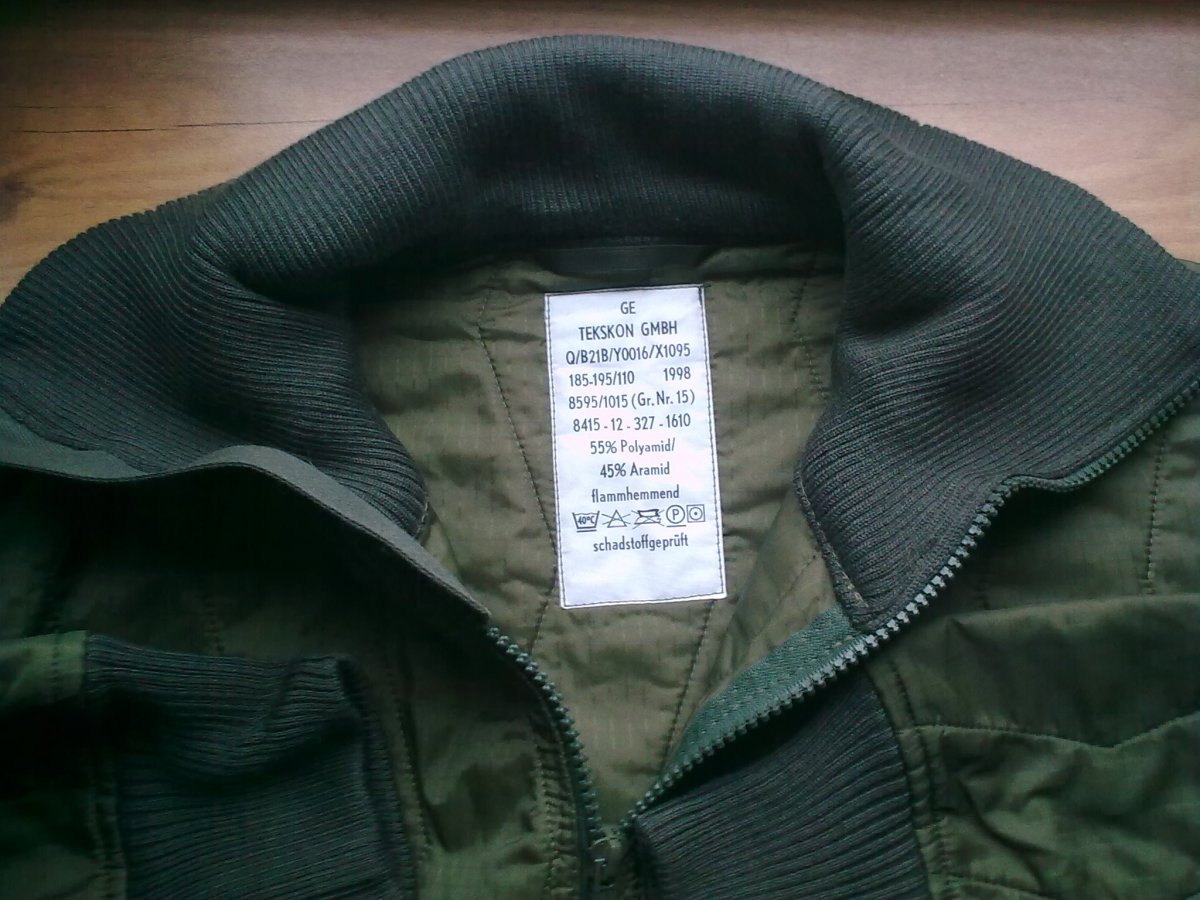 GE
TEKSKON GMBH
Q/B21B/Y0016/X1095
185-195/110 1998
8595/1015 (Gr. Nr. 15)
8415 - 12 - 327 - 1610
55% Polyamid/
45% Aramid
flammhemmend
40°C P
schadstoffgeprüft